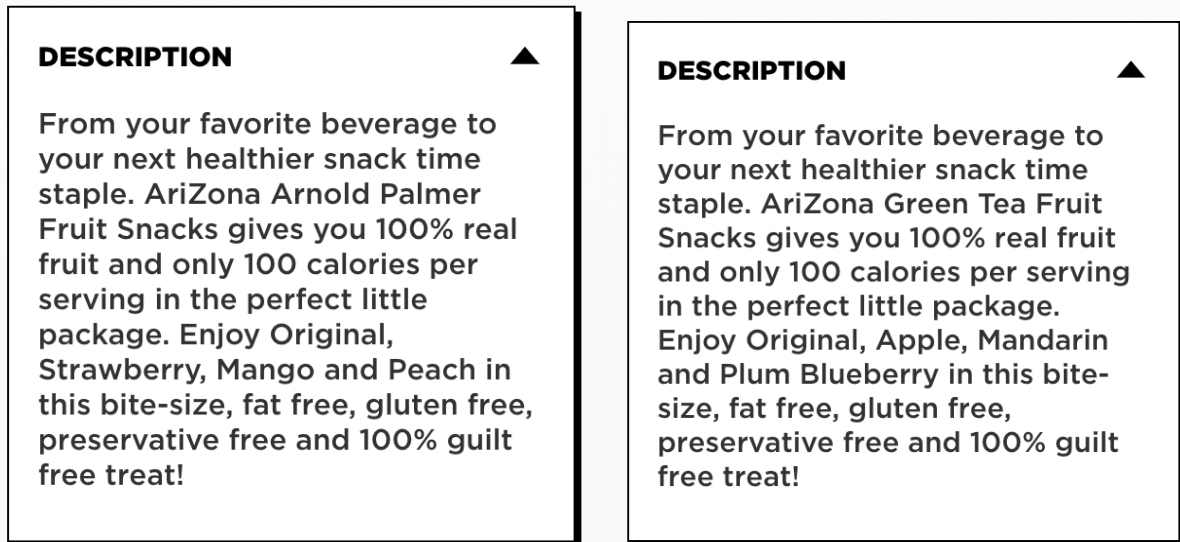 DESCRIPTION
From your favorite beverage to
your next healthier snack time
staple. AriZona Arnold Palmer
Fruit Snacks gives you 100% real
fruit and only 100 calories per
serving in the perfect little
package. Enjoy Original,
Strawberry, Mango and Peach in
this bite-size, fat free, gluten free,
preservative free and 100% guilt
free treat!
DESCRIPTION
From your favorite beverage to
your next healthier snack time
staple. AriZona Green Tea Fruit
Snacks gives you 100% real fruit
and only 100 calories per serving
in the perfect little package.
Enjoy Original, Apple, Mandarin
and Plum Blueberry in this bite-
size, fat free, gluten free,
preservative free and 100% guilt
free treat!